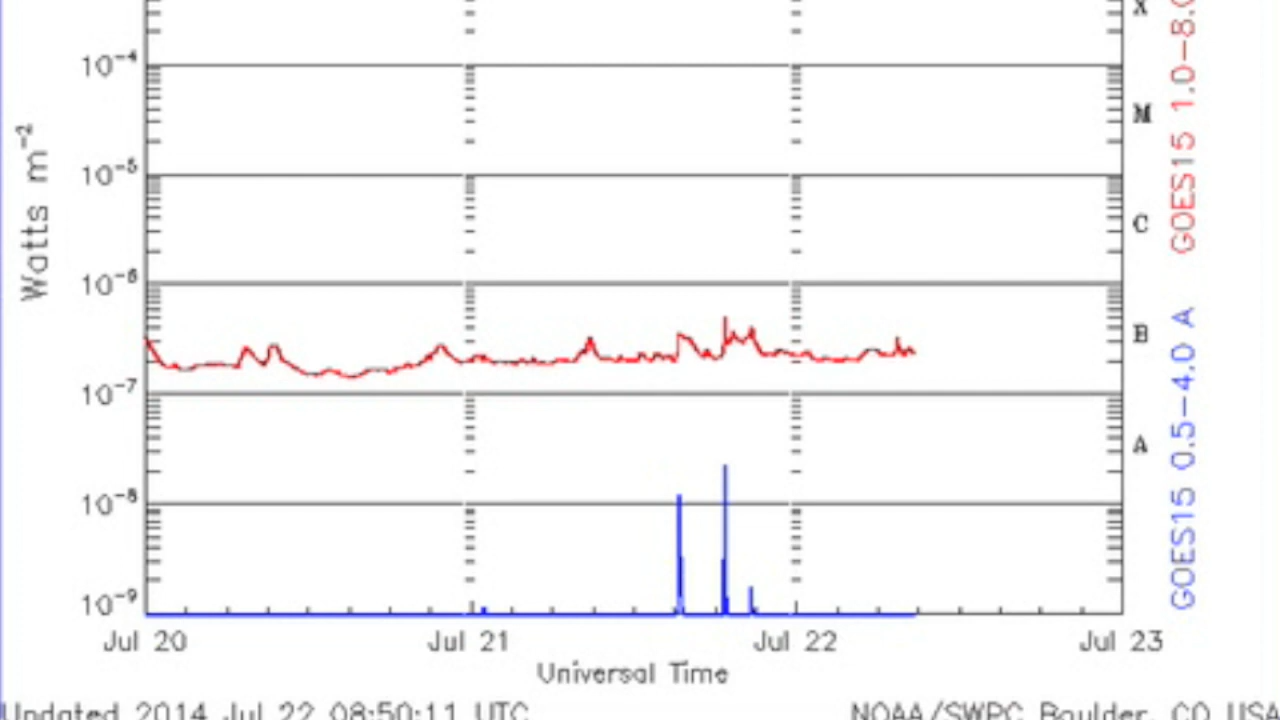 X
10⁻⁴
M
10⁻⁵
C
10⁻⁶
B
10⁻⁷
A
10⁻⁸
10⁻⁹
Watts m⁻²
GOES15 1.0-8.0
GOES15 0.5-4.0 A
Jul 20 Jul 21 Jul 22 Jul 23
Universal Time
Updated 2014 Jul 22 08:50:11 UTC NOAA/SWPC Boulder, CO USA